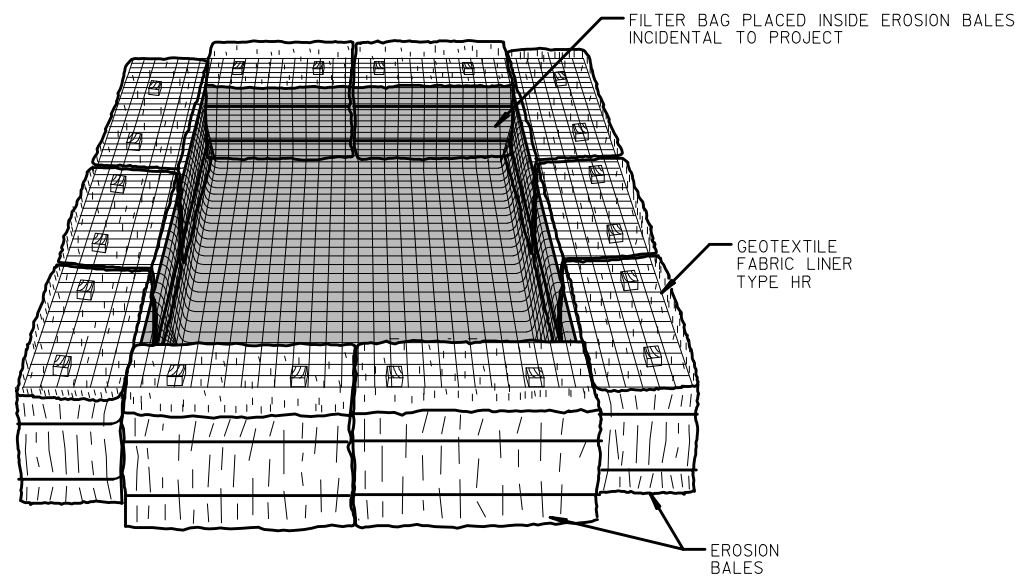 FILTER BAG PLACED INSIDE EROSION BALES
INCIDENTAL TO PROJECT
GEOTEXTILE
FABRIC LINER
TYPE HR
EROSION
BALES